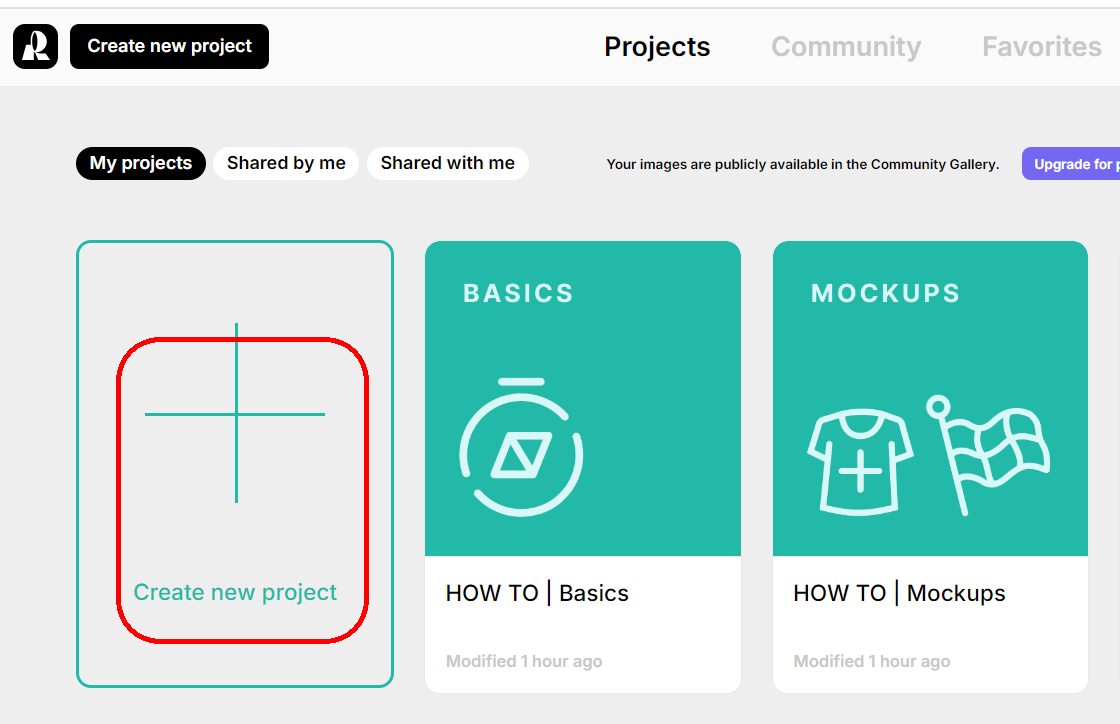 Create new project
Projects
Community
Favorites
My projects
Shared by me
Shared with me
Your images are publicly available in the Community Gallery.
Upgrade for p
BASICS
MOCKUPS
Create new project
HOW TO | Basics
HOW TO | Mockups
Modified 1 hour ago
Modified 1 hour ago